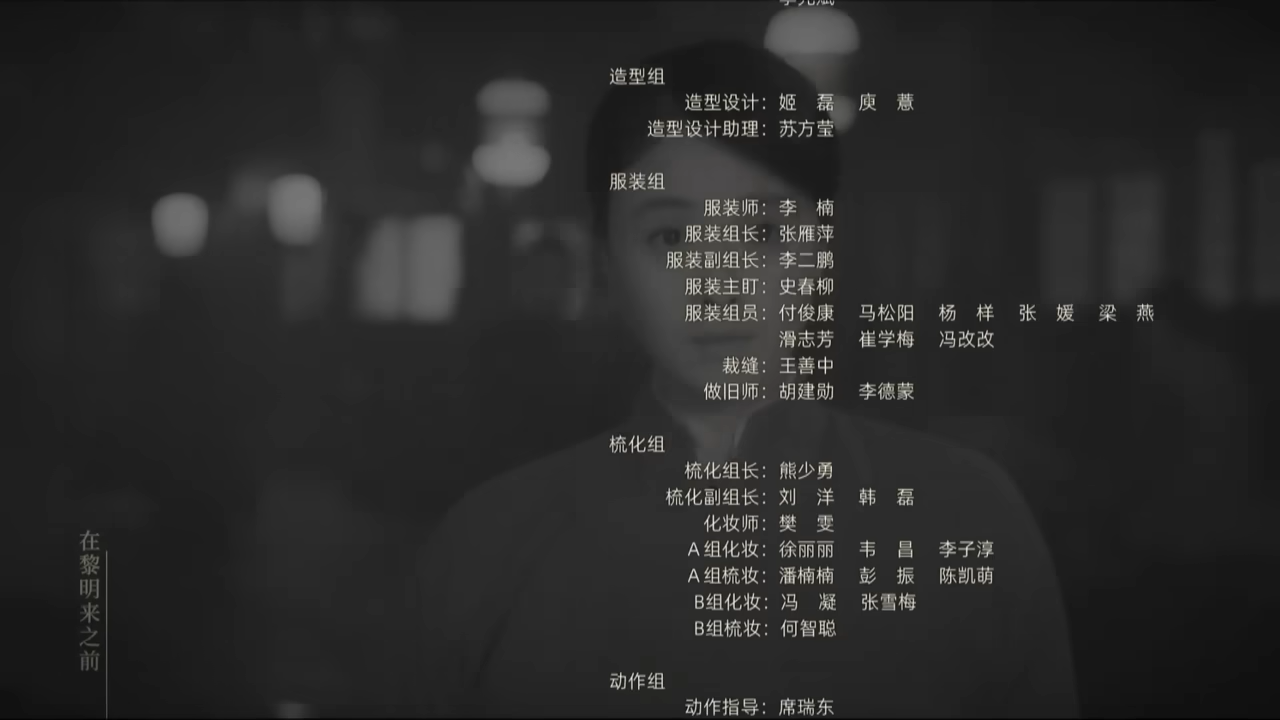 造型组
造型设计：姬 磊 庾 薏
造型设计助理：苏方莹
服装组
服装师：李 楠
服装组长：张雁萍
服装副组长：李二鹏
服装主盯：史春柳
服装组员：付俊康 马松阳 杨 样 张 媛 梁 燕
滑志芳 崔学梅 冯改改
裁缝：王善中
做旧师：胡建勋 李德蒙
梳化组
梳化组长：熊少勇
梳化副组长：刘 洋 韩 磊
化妆师：樊 雯
A组化妆：徐丽丽 韦 昌 李子淳
A组梳妆：潘楠楠 彭 振 陈凯萌
B组化妆：冯 凝 张雪梅
B组梳妆：何智聪
动作组
动作指导：席瑞东
在黎明来之前